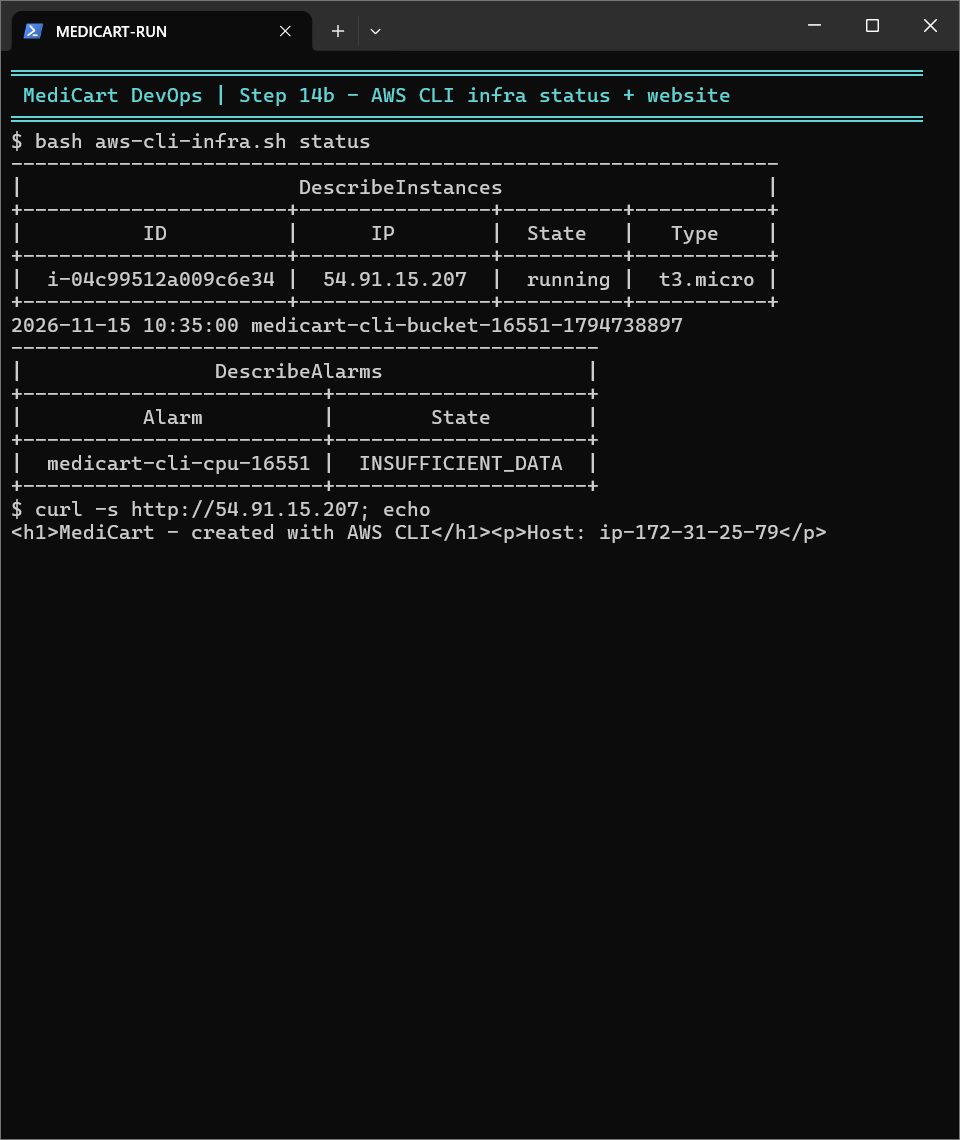 MEDICART-RUN
MediCart DevOps | Step 14b - AWS CLI infra status + website
$ bash aws-cli-infra.sh status
----------------------------------------------------------------
|                       DescribeInstances                      |
+----------------------+----------------+----------+-----------+
|          ID          |      IP        |  State   |   Type    |
+----------------------+----------------+----------+-----------+
|  i-04c99512a009c6e34 |  54.91.15.207  |  running |  t3.micro |
+----------------------+----------------+----------+-----------+
2026-11-15 10:35:00 medicart-cli-bucket-16551-1794738897
-------------------------------------------------
|                DescribeAlarms                 |
+-------------------------+---------------------+
|          Alarm          |        State        |
+-------------------------+---------------------+
|  medicart-cli-cpu-16551 |  INSUFFICIENT_DATA  |
+-------------------------+---------------------+
$ curl -s http://54.91.15.207; echo
<h1>MediCart - created with AWS CLI</h1><p>Host: ip-172-31-25-79</p>